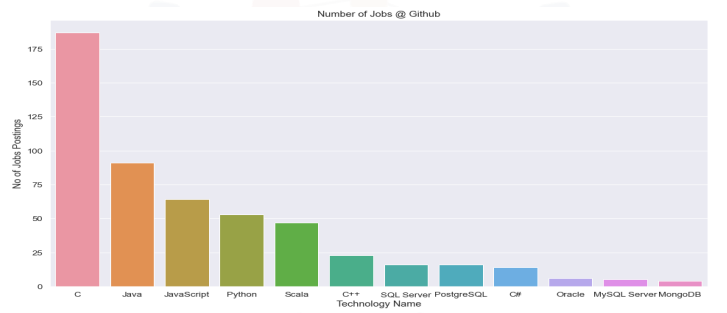 Number of Jobs @ Github
No of Jobs Postings
175
150
125
100
75
50
25
0
C Java JavaScript Python Scala C++ SQL Server PostgreSQL C# Oracle MySQL Server MongoDB
Technology Name